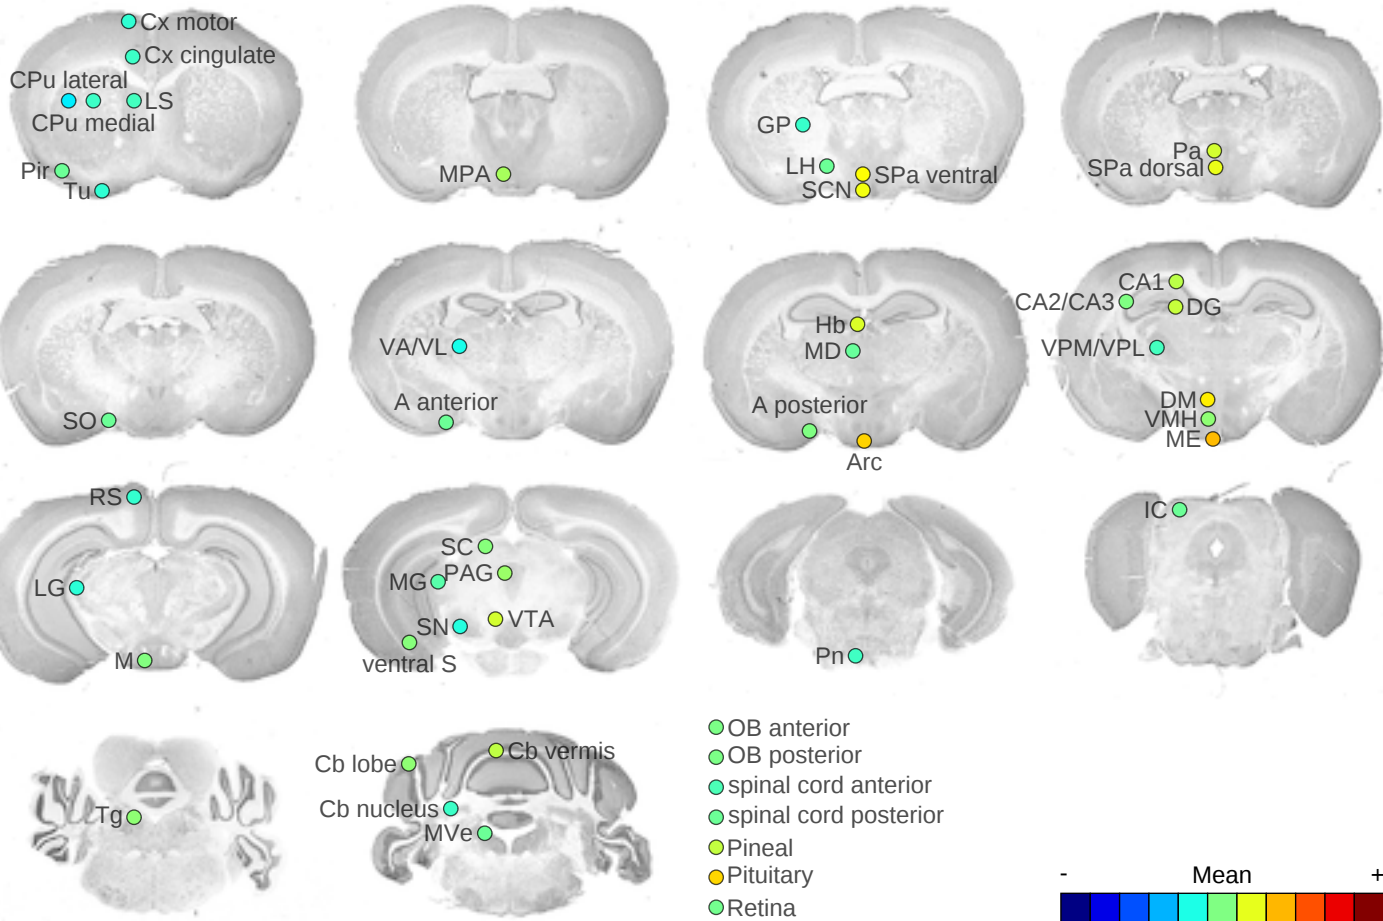 Cx motor
Cx cingulate
CPu lateral
LS
CPu medial
Pir
Tu
MPA
GP
LH
SPa ventral
SCN
Pa
SPa dorsal
SO
VA/VL
A anterior
Hb
MD
A posterior
Arc
CA1
CA2/CA3
DG
VPM/VPL
DM
VMH
ME
RS
LG
M
SC
MG
PAG
SN
VTA
ventral S
Pn
IC
Tg
Cb lobe
Cb vermis
Cb nucleus
MVe
OB anterior
OB posterior
spinal cord anterior
spinal cord posterior
Pineal
Pituitary
Retina
- Mean +